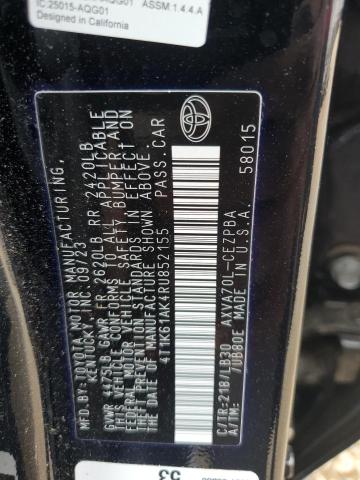 IC:25015-AQG01
ASSM:1.4.4.A
Designed in California
MFD. BY: TOYOTA MOTOR MANUFACTURING,
KENTUCKY, INC. 09/23
GVWR 4475LB GAWR FR 2620LB RR 2420LB
THIS VEHICLE CONFORMS TO ALL APPLICABLE
FEDERAL MOTOR VEHICLE SAFETY, BUMPER, AND
THEFT PREVENTION STANDARDS IN EFFECT ON
THE DATE OF MANUFACTURE SHOWN ABOVE.
4T1K61AK4RU852155 PASS. CAR
C/TR:218/LB30 AXVA70L-CEZPBA
A/TM: /UB80E MADE IN U.S.A. 58015
53